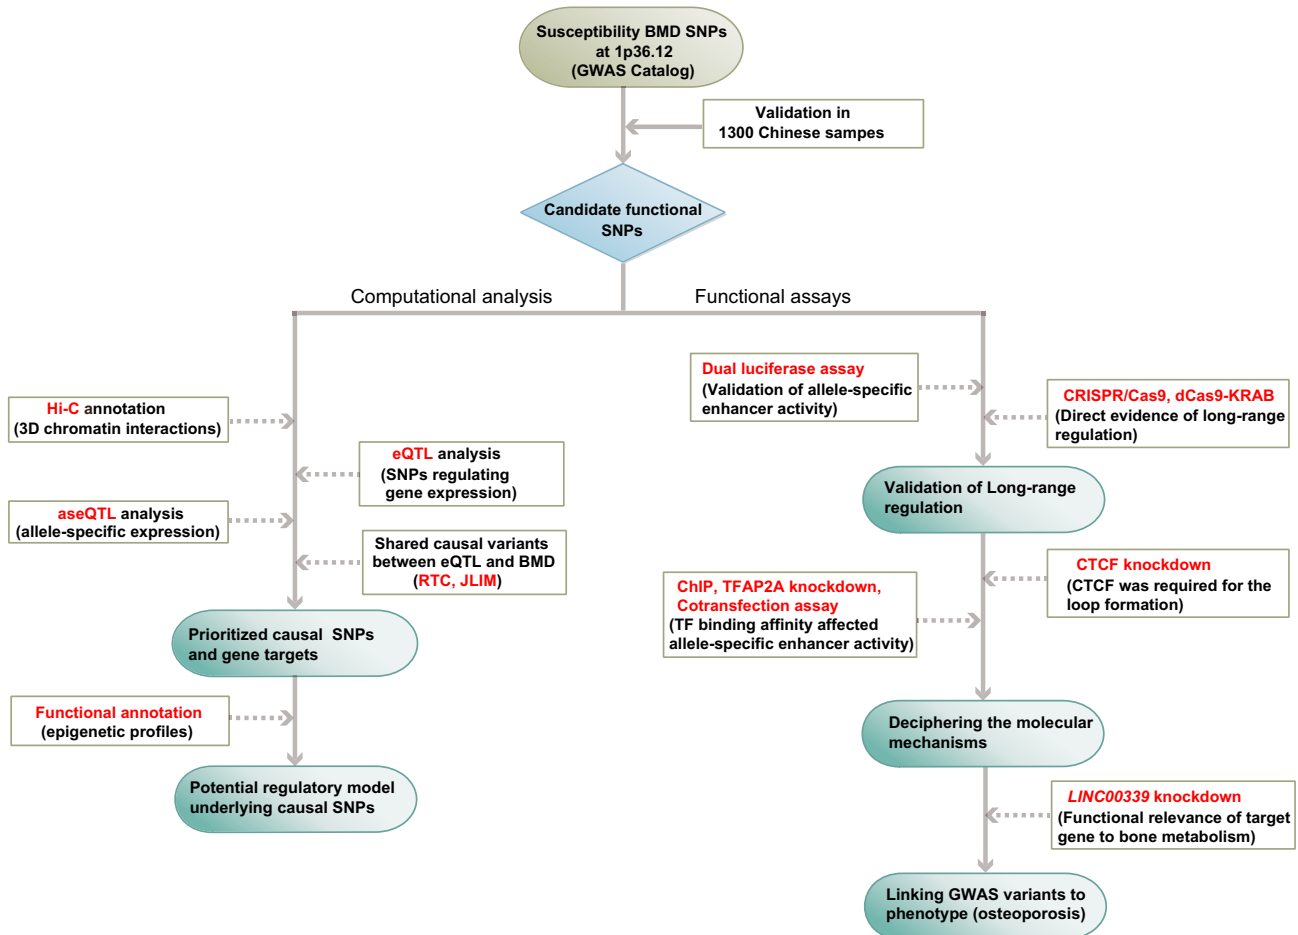 Susceptibility BMD SNPs
at 1p36.12
(GWAS Catalog)
Validation in
1300 Chinese sampes
Candidate functional
SNPs
Computational analysis
Functional assays
Hi-C annotation
(3D chromatin interactions)
eQTL analysis
(SNPs regulating
gene expression)
aseQTL analysis
(allele-specific expression)
Shared causal variants
between eQTL and BMD
(RTC, JLIM)
Prioritized causal SNPs
and gene targets
Functional annotation
(epigenetic profiles)
Potential regulatory model
underlying causal SNPs
Dual luciferase assay
(Validation of allele-specific
enhancer activity)
CRISPR/Cas9, dCas9-KRAB
(Direct evidence of long-range
regulation)
Validation of Long-range
regulation
CTCF knockdown
(CTCF was required for the
loop formation)
ChIP, TFAP2A knockdown,
Cotransfection assay
(TF binding affinity affected
allele-specific enhancer activity)
Deciphering the molecular
mechanisms
LINC00339 knockdown
(Functional relevance of target
gene to bone metabolism)
Linking GWAS variants to
phenotype (osteoporosis)